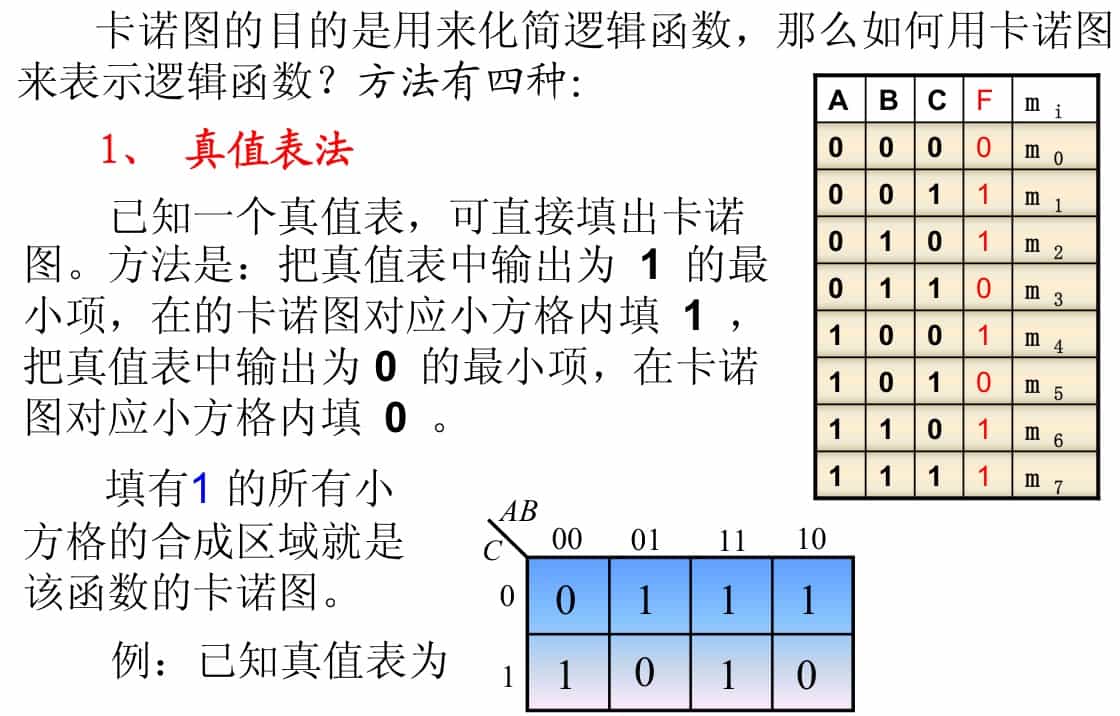 卡诺图的目的是用来化简逻辑函数，那么如何用卡诺图
来表示逻辑函数？方法有四种：
1、 真值表法
已知一个真值表，可直接填出卡诺
图。方法是：把真值表中输出为 1 的最
小项，在的卡诺图对应小方格内填 1 ，
把真值表中输出为 0 的最小项，在卡诺
图对应小方格内填 0 。
填有1 的所有小
方格的合成区域就是
该函数的卡诺图。
例：已知真值表为
A B C F m i
0 0 0 0 m 0
0 0 1 1 m 1
0 1 0 1 m 2
0 1 1 0 m 3
1 0 0 1 m 4
1 0 1 0 m 5
1 1 0 1 m 6
1 1 1 1 m 7
AB
C 00 01 11 10
0 0 1 1 1
1 1 0 1 0